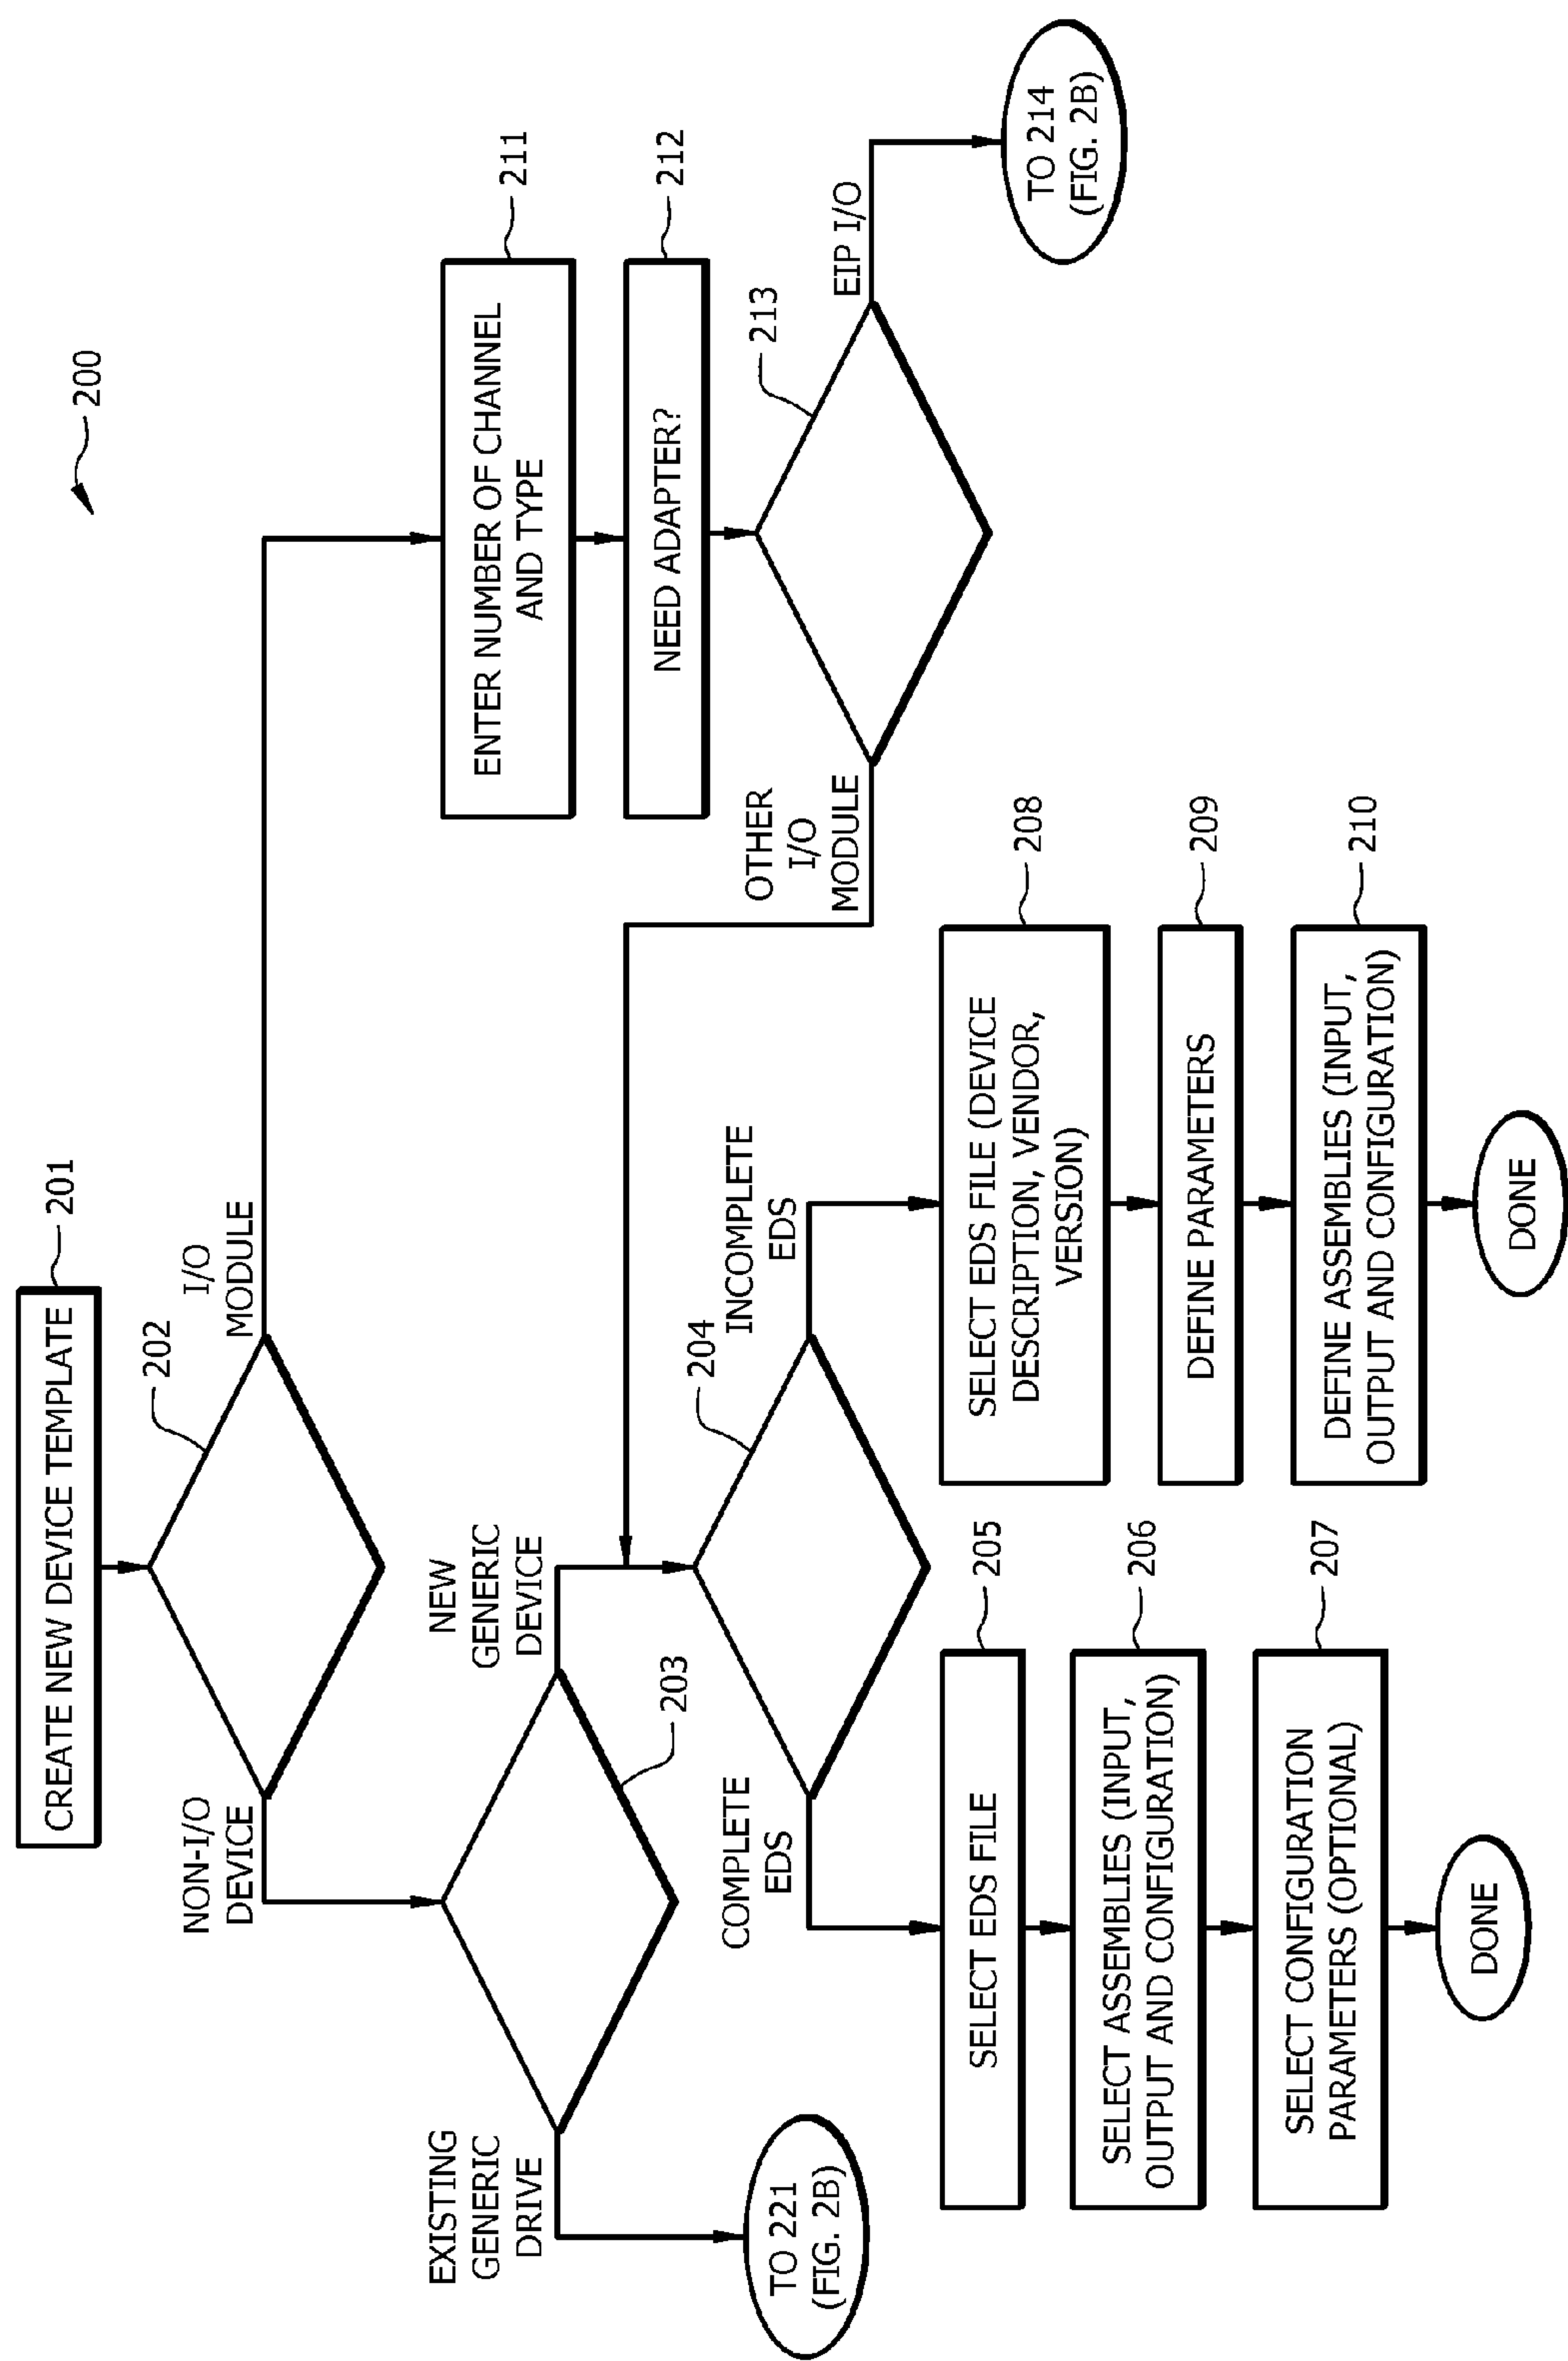 200
CREATE NEW DEVICE TEMPLATE
201
202
NON-I/O
DEVICE
I/O
MODULE
EXISTING
GENERIC
DRIVE
203
NEW
GENERIC
DEVICE
TO 221
(FIG. 2B)
204
COMPLETE
EDS
INCOMPLETE
EDS
SELECT EDS FILE
205
SELECT ASSEMBLIES (INPUT,
OUTPUT AND CONFIGURATION)
206
SELECT CONFIGURATION
PARAMETERS (OPTIONAL)
207
DONE
SELECT EDS FILE (DEVICE
DESCRIPTION, VENDOR,
VERSION)
208
DEFINE PARAMETERS
209
DEFINE ASSEMBLIES (INPUT,
OUTPUT AND CONFIGURATION)
210
DONE
ENTER NUMBER OF CHANNEL
AND TYPE
211
NEED ADAPTER?
212
213
OTHER
I/O
MODULE
EIP I/O
TO 214
(FIG. 2B)